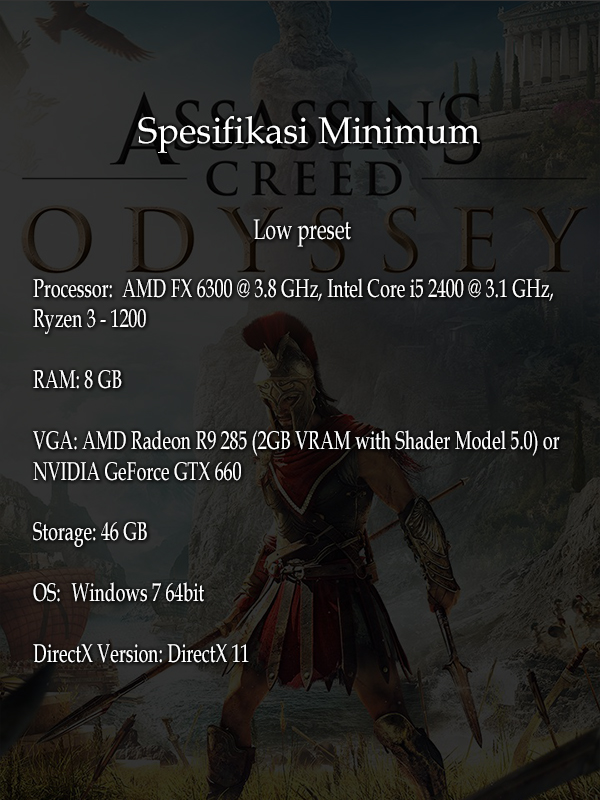 Spesifikasi Minimum
ASSASSIN'S
CREED
ODYSSEY
Low preset
Processor: AMD FX 6300 @ 3.8 GHz, Intel Core i5 2400 @ 3.1 GHz,
Ryzen 3 - 1200
RAM: 8 GB
VGA: AMD Radeon R9 285 (2GB VRAM with Shader Model 5.0) or
NVIDIA GeForce GTX 660
Storage: 46 GB
OS: Windows 7 64bit
DirectX Version: DirectX 11